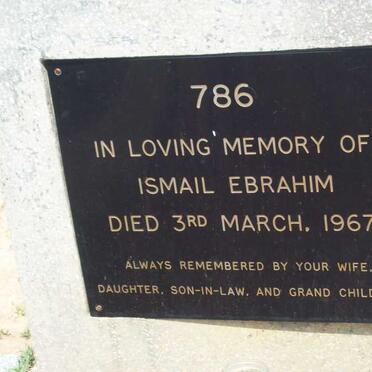 786
IN LOVING MEMORY OF
ISMAIL EBRAHIM
DIED 3RD MARCH, 1967
ALWAYS REMEMBERED BY YOUR WIFE,
DAUGHTER, SON-IN-LAW, AND GRAND CHILD